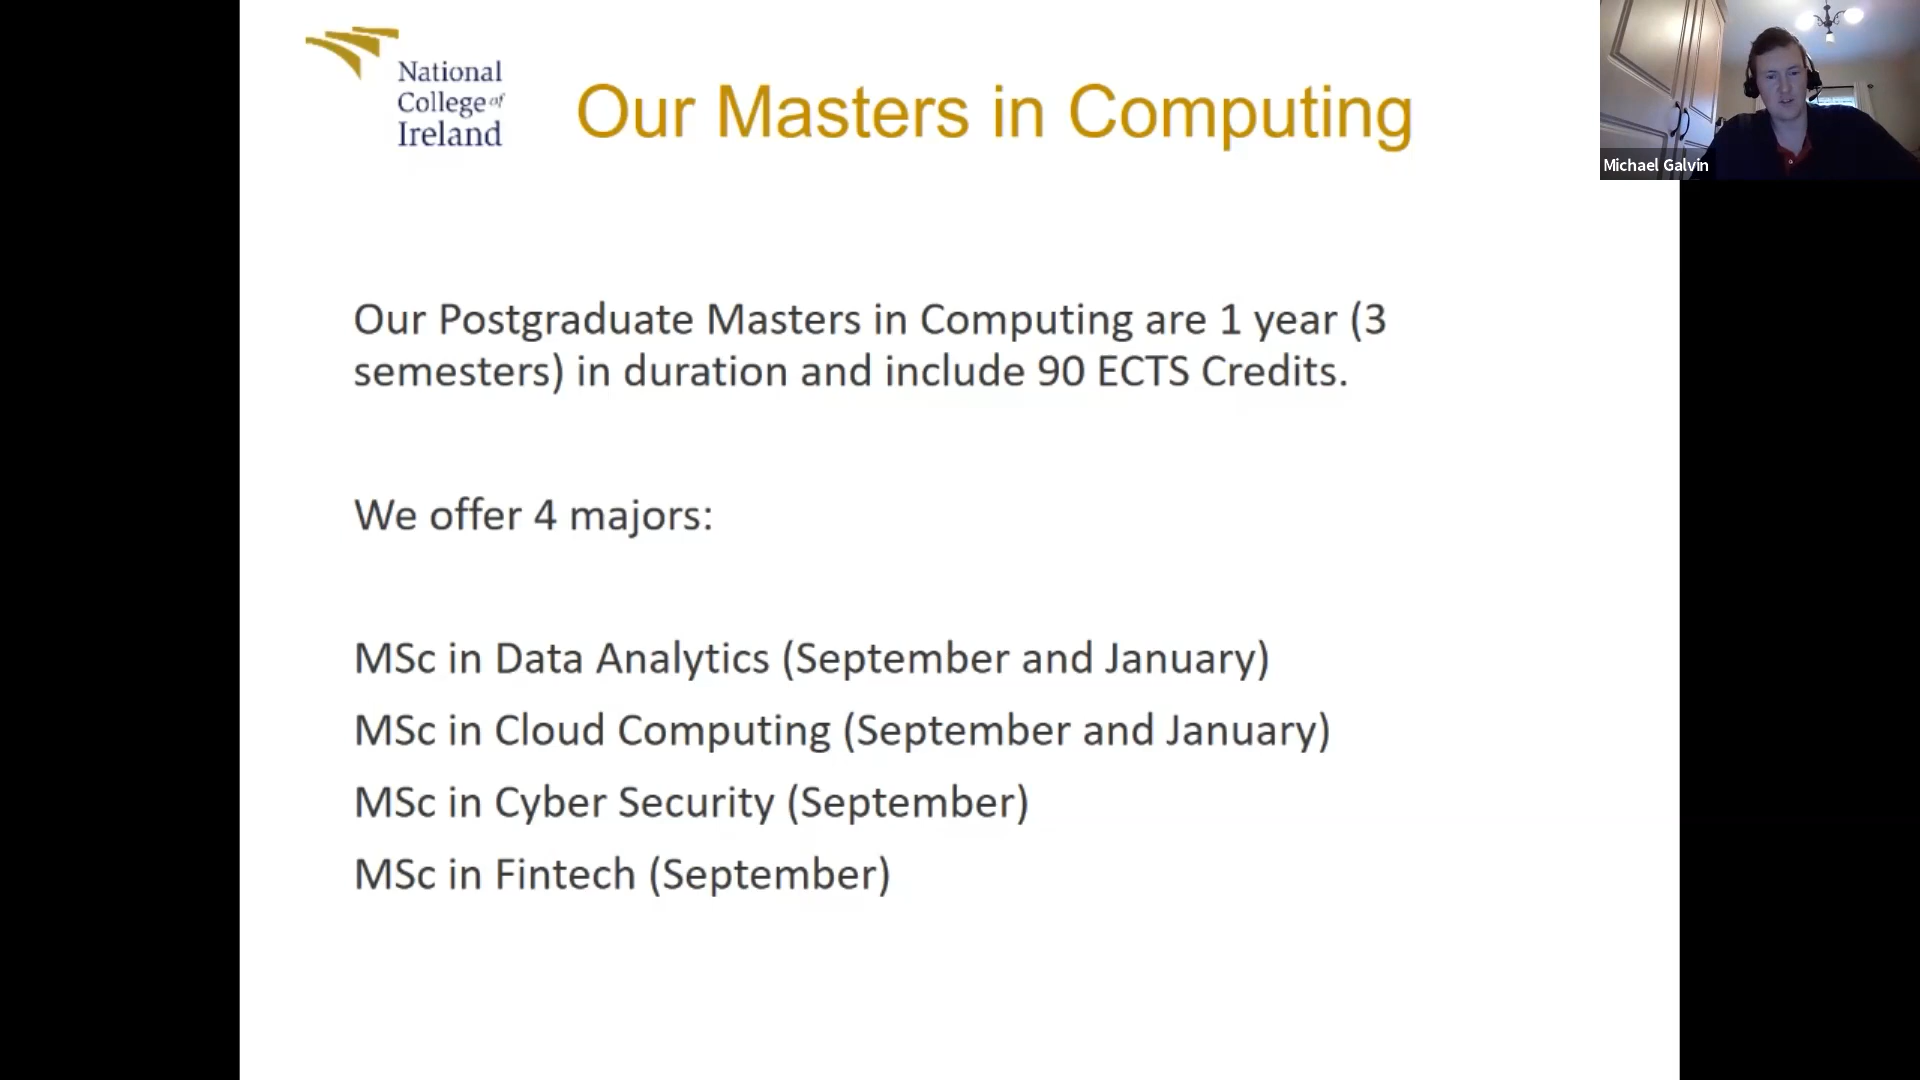 National
College of
Ireland
Our Masters in Computing
Michael Galvin
Our Postgraduate Masters in Computing are 1 year (3
semesters) in duration and include 90 ECTS Credits.
We offer 4 majors:
MSc in Data Analytics (September and January)
MSc in Cloud Computing (September and January)
MSc in Cyber Security (September)
MSc in Fintech (September)